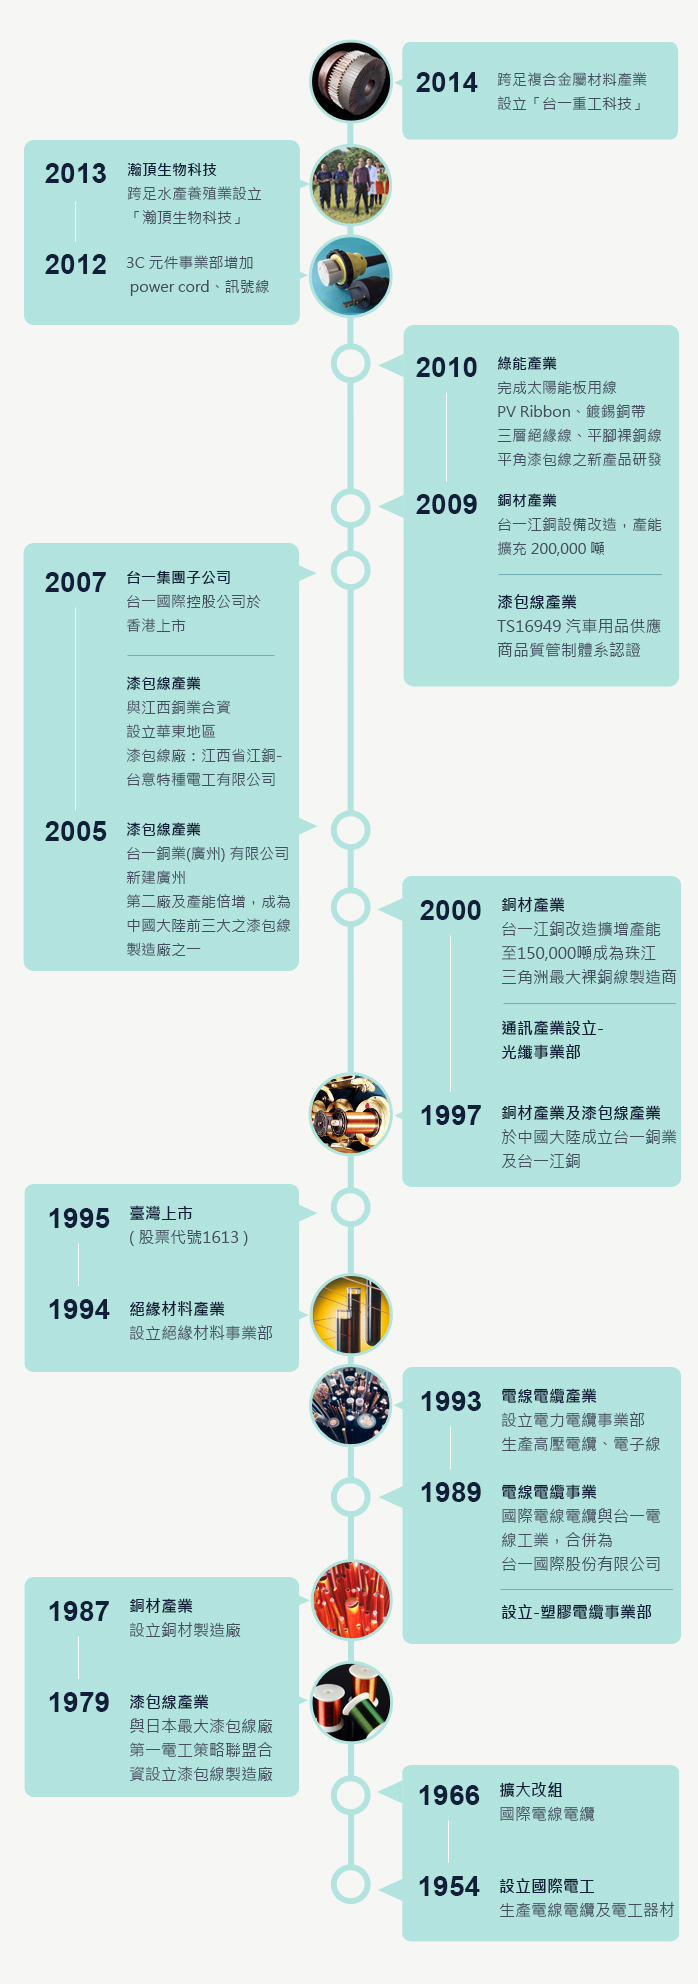 2014
跨足複合金屬材料產業
設立「台一重工科技」
2013
瀚頂生物科技
跨足水產養殖業設立
「瀚頂生物科技」
2012
3C 元件事業部增加
power cord、訊號線
2010
綠能產業
完成太陽能板用線
PV Ribbon、鍍錫銅帶
三層絕緣線、平腳裸銅線
平角漆包線之新產品研發
2009
銅材產業
台一江銅設備改造，產能
擴充 200,000 噸
漆包線產業
TS16949 汽車用品供應
商品質管制體系認證
2007
台一集團子公司
台一國際控股公司於
香港上市
漆包線產業
與江西銅業合資
設立華東地區
漆包線廠：江西省江銅-
台意特種電工有限公司
2005
漆包線產業
台一銅業(廣州) 有限公司
新建廣州
第二廠及產能倍增，成為
中國大陸前三大之漆包線
製造廠之一
2000
銅材產業
台一江銅改造擴增產能
至150,000噸成為珠江
三角洲最大裸銅線製造商
通訊產業設立-
光纖事業部
1997
銅材產業及漆包線產業
於中國大陸成立台一銅業
及台一江銅
1995
臺灣上市
( 股票代號1613 )
1994
絕緣材料產業
設立絕緣材料事業部
1993
電線電纜產業
設立電力電纜事業部
生產高壓電纜、電子線
1989
電線電纜事業
國際電線電纜與台一電
線工業，合併為
台一國際股份有限公司
設立-塑膠電纜事業部
1987
銅材產業
設立銅材製造廠
1979
漆包線產業
與日本最大漆包線廠
第一電工策略聯盟合
資設立漆包線製造廠
1966
擴大改組
國際電線電纜
1954
設立國際電工
生產電線電纜及電工器材